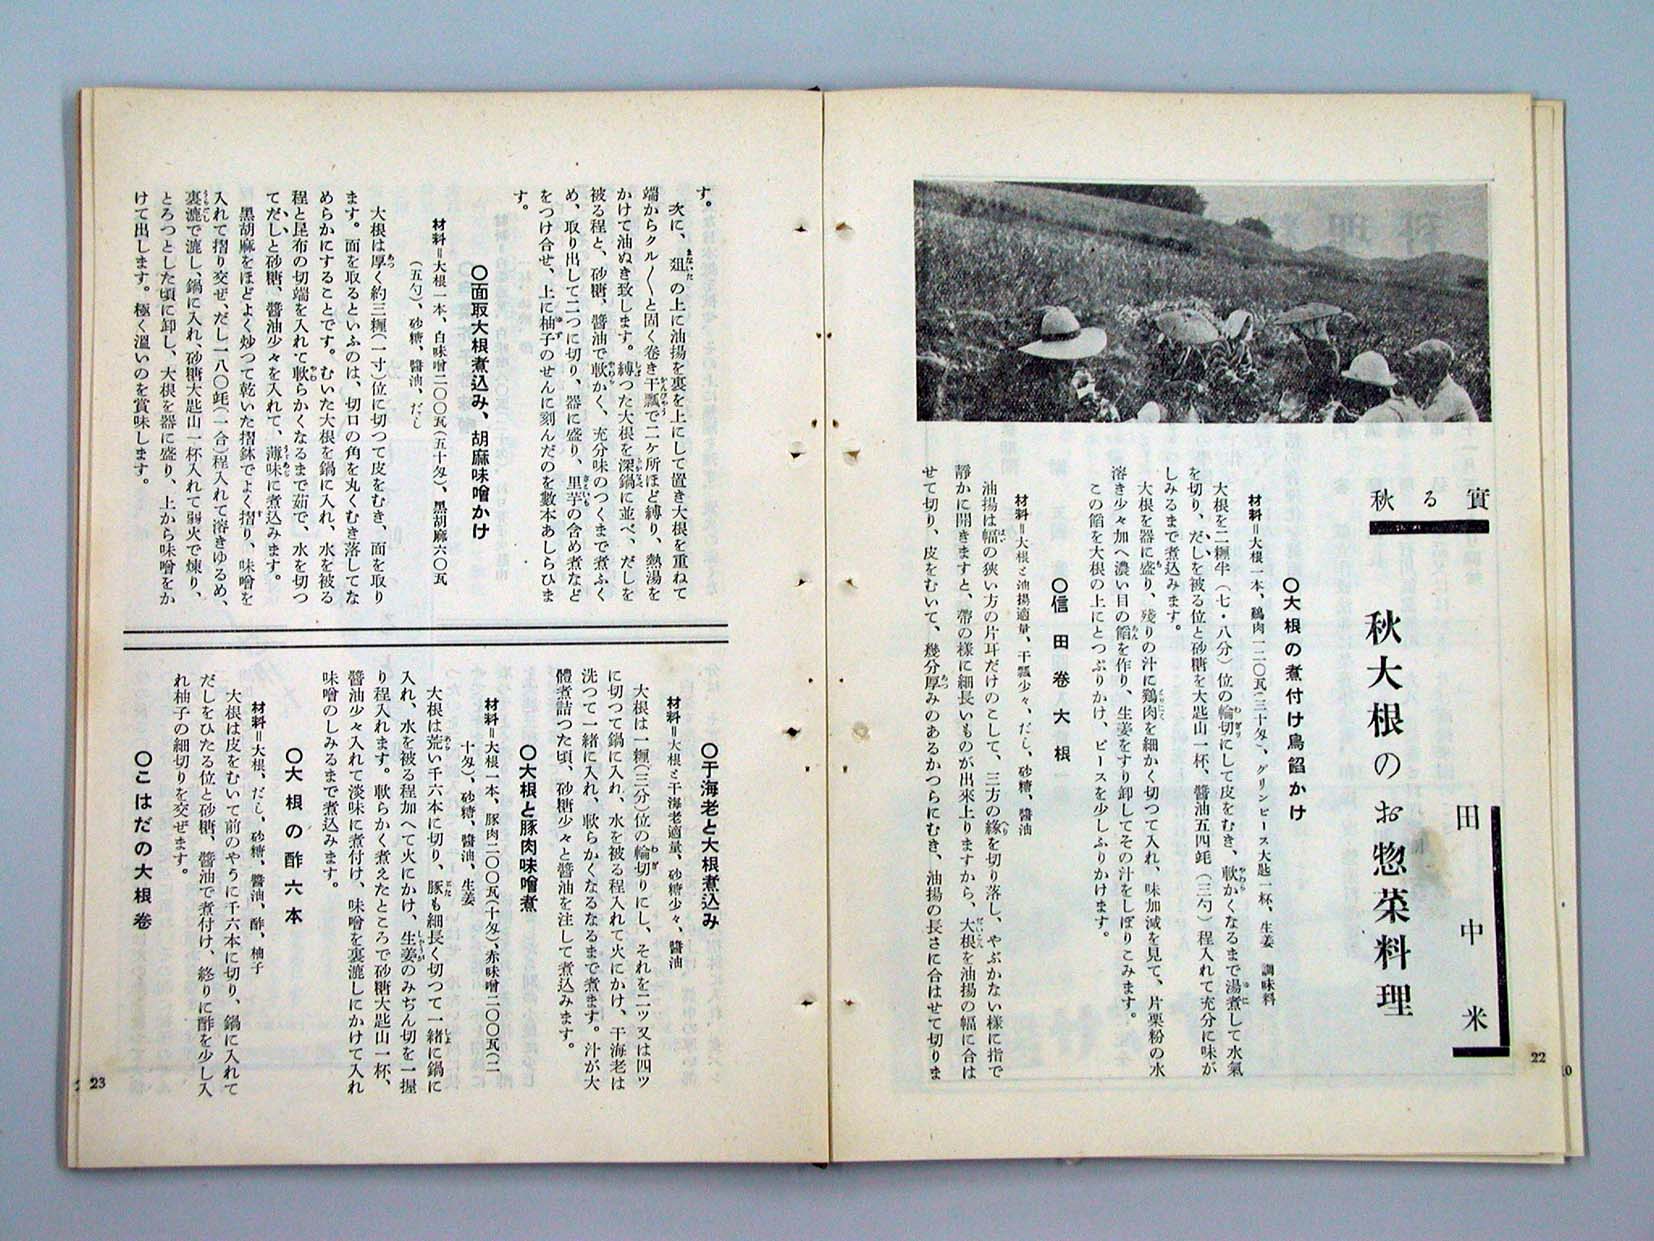 實る秋
秋大根のお惣菜料理
田中米
○大根の煮付け鳥餡かけ
材料＝大根一本、鷄肉一二〇瓦(三十匁)、グリンピース大匙一杯、生姜 調味料
大根を二糎半（七・八分）位の輪切にして皮をむき、軟かくなるまで湯煮して水氣
を切り、だしを被る位と砂糖を大匙山一杯、醬油五四竓（三勺）程入れて充分に味が
しみるまで煮込みます。
大根を器に盛り、殘りの汁に鷄肉を細かく切つて入れ、味加減を見て、片栗粉の水
溶き少々加へ濃い目の餡を作り、生姜をすり卸してその汁をしぼりこみます。
この餡を大根の上にとつぷりかけ、ピースを少しふりかけます。
○信田卷大根
材料＝大根と油揚適量、干瓢少々、だし、砂糖、醬油
油揚は幅の狹い方の片耳だけのこして、三方の緣を切り落し、やぶかない樣に指で
靜かに開きますと、帶の樣に細長いものが出來上りますから、大根を油揚の幅に合は
せて切り、皮をむいて、幾分厚みのあるかつらにむき、油揚の長さに合はせて切りま
22
す。
次に、俎の上に油揚を裏を上にして置き大根を重ねて
端からクル〳〵と固く卷き干瓢で二ケ所ほど縛り、熱湯を
かけて油ぬき致します。縛つた大根を深鍋に並べ、だしを
被る程と、砂糖、醬油で軟かく、充分味のつくまで煮ふく
め、取り出して二つに切り、器に盛り、里芋の含め煮など
をつけ合せ、上に柚子のせんに刻んだのを數本あしらひま
す。
○面取大根煮込み、胡麻味噌かけ
材料＝大根一本、白味噌二〇〇瓦(五十匁)、黑胡麻六〇瓦
（五勺）、砂糖、醬油、だし
大根は厚く約三糎（一寸）位に切つて皮をむき、面を取り
ます。面を取るといふのは、切口の角を丸くむき落してな
めらかにすることです。むいた大根を鍋に入れ、水を被る
程と昆布の切端を入れて軟らかくなるまで茹で、水を切つ
てだしと砂糖、醬油少々を入れて、薄味に煮込みます。
黑胡麻をほどよく炒つて乾いた摺鉢でよく摺り、味噌を
入れて摺り交ぜ、だし一八〇竓(一合)程入れて溶きゆるめ、
裏漉で漉し、鍋に入れ、砂糖大匙山一杯入れて弱火で煉り、
とろつとした頃に卸し、大根を器に盛り、上から味噌をか
けて出します。極く溫いのを賞味します。
○干海老と大根煮込み
材料＝大根と干海老適量、砂糖少々、醬油
大根は一糎(三分)位の輪切りにし、それを二ツ又は四ツ
に切つて鍋に入れ、水を被る程入れて火にかけ、干海老は
洗つて一緒に入れ、軟らかくなるなるまで煮ます。汁が大
體煮詰つた頃、砂糖少々と醬油を注して煮込みます。
○大根と豚肉味噌煮
材料＝大根一本、豚肉二〇〇瓦(十匁)、赤味噌二〇〇瓦(二
十匁)、砂糖、醬油、生姜
大根は荒い千六本に切り、豚も細長く切つて一緒に鍋に
入れ、水を被る程加へて火にかけ、生姜のみぢん切を一握
り程入れます。軟らかく煮えたところで砂糖大匙山一杯、
醬油少々入れて淡味に煮付け、味噌を裏漉しにかけて入れ
味噌のしみるまで煮込みます。
○大根の酢六本
材料＝大根、だし、砂糖、醬油、酢、柚子
大根は皮をむいて前のやうに千六本に切り、鍋に入れて
だしをひたる位と砂糖、醬油で煮付け、終りに酢を少し入
れ柚子の細切りを交ぜます。
○こはだの大根卷
23